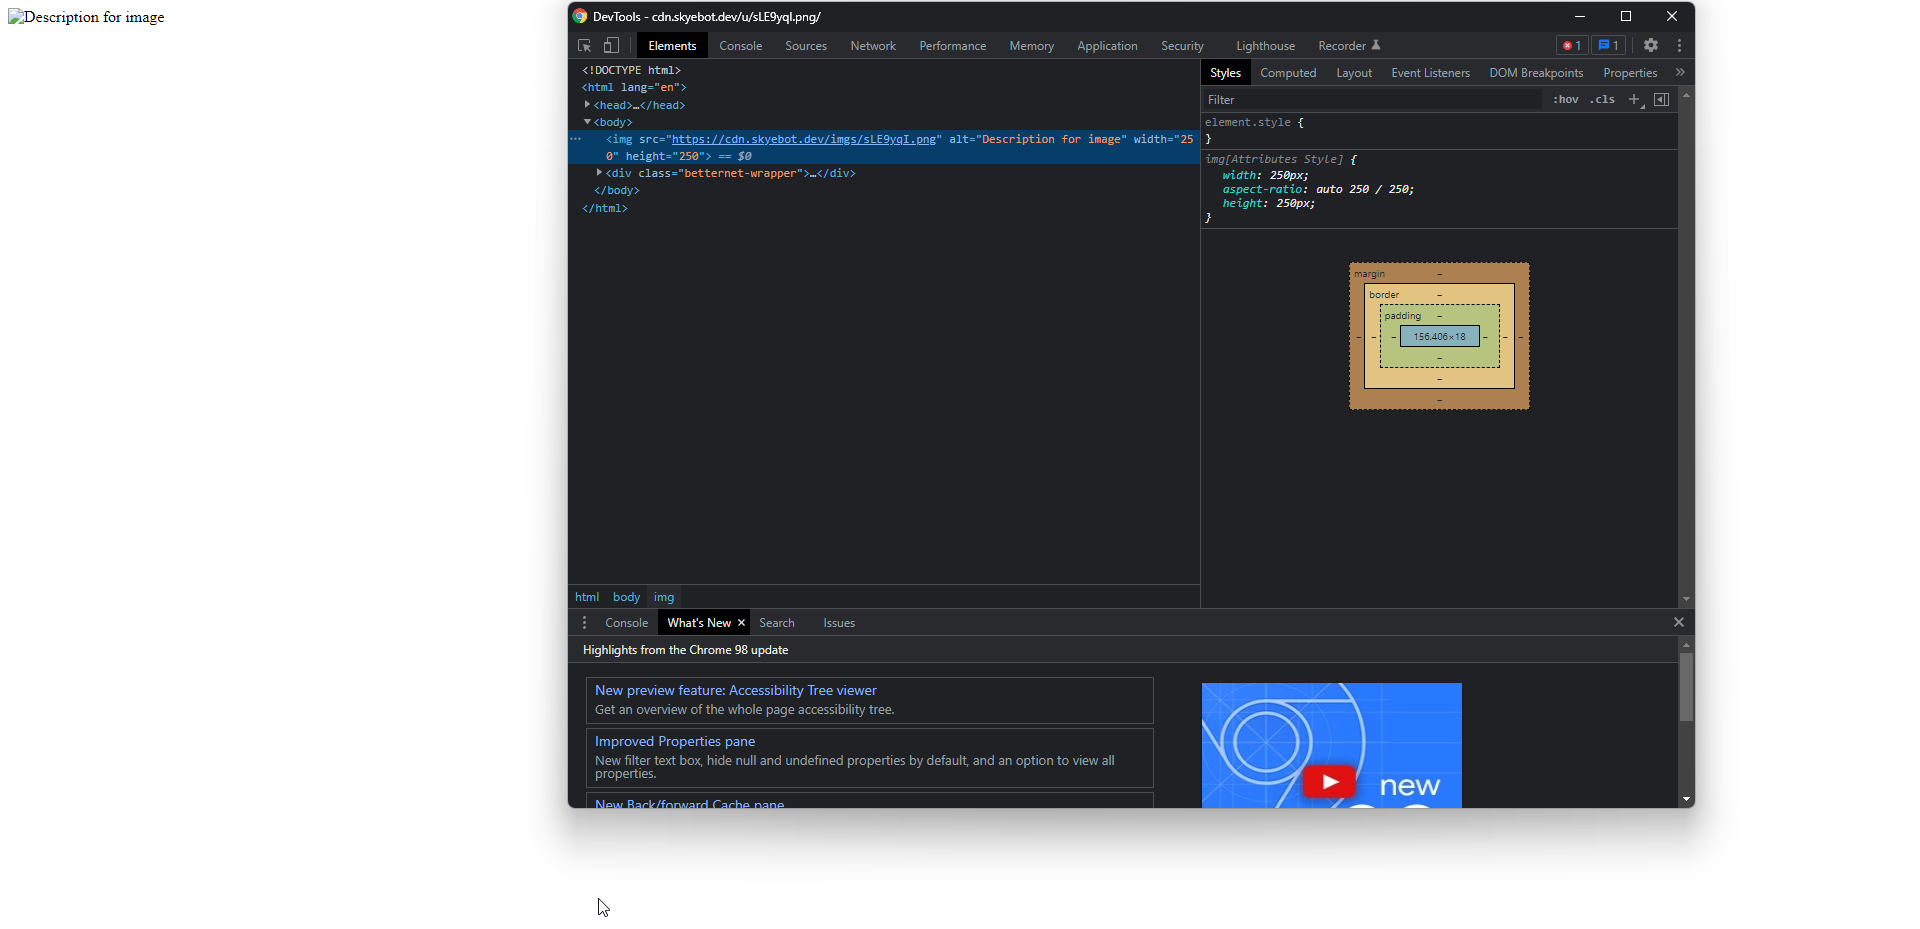 Description for image
DevTools - cdn.skyebot.dev/u/sLE9yqI.png/
Elements Console Sources Network Performance Memory Application Security Lighthouse Recorder 1 1
<!DOCTYPE html>
<html lang="en">
<head>…</head>
<body>
<img src="https://cdn.skyebot.dev/imgs/sLE9yqI.png" alt="Description for image" width="25
0" height="250"> == $0
<div class="betternet-wrapper">…</div>
</body>
</html>
html body img
Styles Computed Layout Event Listeners DOM Breakpoints Properties »
Filter :hov .cls +
element.style {
}
img[Attributes Style] {
width: 250px;
aspect-ratio: auto 250 / 250;
height: 250px;
}
margin –
border –
padding –
– – – 156.406×18 – – –
–
–
–
Console What's New × Search Issues
Highlights from the Chrome 98 update
New preview feature: Accessibility Tree viewer
Get an overview of the whole page accessibility tree.
Improved Properties pane
New filter text box, hide null and undefined properties by default, and an option to view all
properties.
New Back/forward Cache pane
new